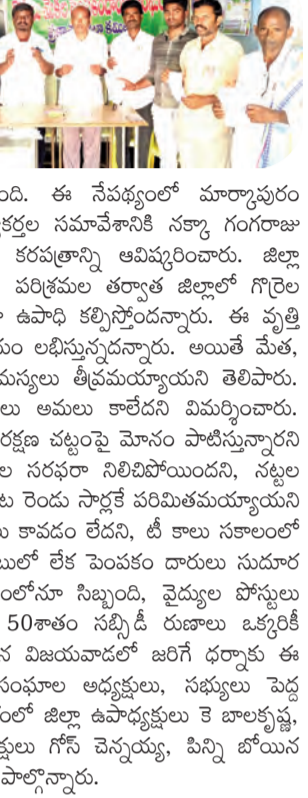 ంది. ఈ నేపథ్యంలో మార్కాపురం
కర్తల సమావేశానికి నక్కా గంగరాజు
కరపత్రాన్ని ఆవిష్కరించారు. జిల్లా
పరిశ్రమల తర్వాత జిల్లాలో గొర్రెల
ఉపాధి కల్పిస్తోందన్నారు. ఈ వృత్తి
యం లభిస్తున్నదన్నారు. అయితే మేత,
మస్యలు తీవ్రమయ్యాయని తెలిపారు.
లు అమలు కాలేదని విమర్శించారు.
రక్షణ చట్టంపై మోనం పాటిస్తున్నారని
ల సరఫరా నిలిచిపోయిందని, నట్టల
ట రెండు సార్లకే పరిమితమయ్యాయని
కావడం లేదని, టీ కాలు సకాలంలో
బులో లేక పెంపకం దారులు సుదూర
ంలోనూ సిబ్బంది, వైద్యుల పోస్టులు
50శాతం సబ్సిడీ రుణాలు ఒక్కరికీ
న విజయవాడలో జరిగే ధర్నాకు ఈ
సంఘాల అధ్యక్షులు, సభ్యులు పెద్ద
ంలో జిల్లా ఉపాధ్యక్షులు కె బాలకృష్ణ,
క్షులు గోస్ చెన్నయ్య, పిన్ని బోయిన
పాల్గొన్నారు.